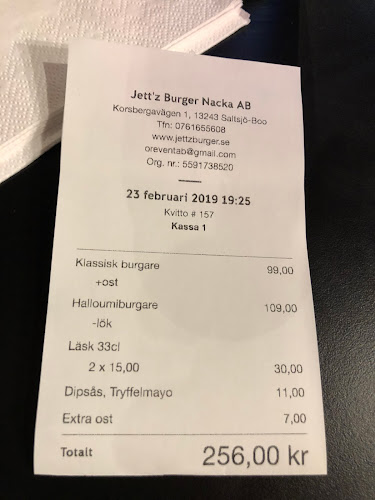 Jett'z Burger Nacka AB
Korsbergavägen 1, 13243 Saltsjö-Boo
Tfn: 0761655608
www.jettzburger.se
oreventab@gmail.com
Org. nr.: 5591738520
23 februari 2019 19:25
Kvitto # 157
Kassa 1
Klassisk burgare 99,00
+ost
Halloumiburgare 109,00
-lök
Läsk 33cl
2 x 15,00 30,00
Dipsås, Tryffelmayo 11,00
Extra ost 7,00
Totalt 256,00 kr